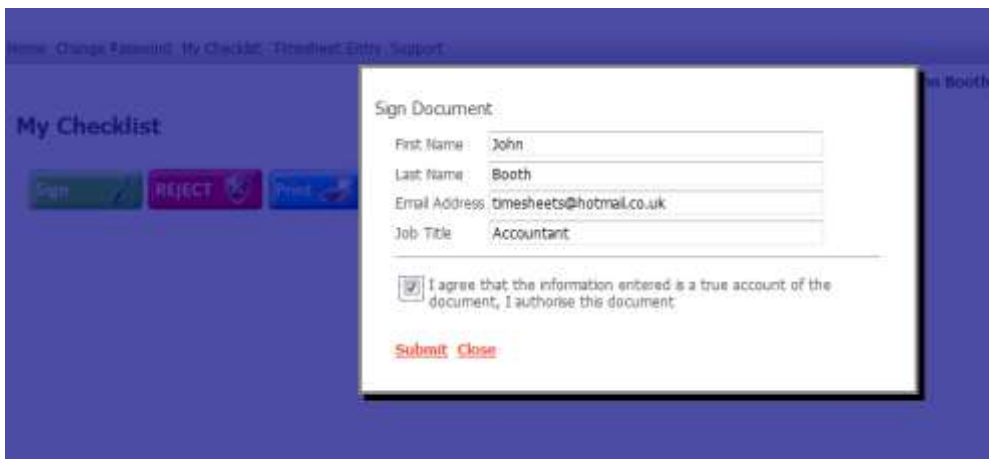 Home Change Password My Checklist Timesheet Entry Support
Booth
My Checklist
Sign REJECT Print
Sign Document
First Name John
Last Name Booth
Email Address timesheets@hotmail.co.uk
Job Title Accountant
I agree that the information entered is a true account of the
document, I authorise this document
Submit Close